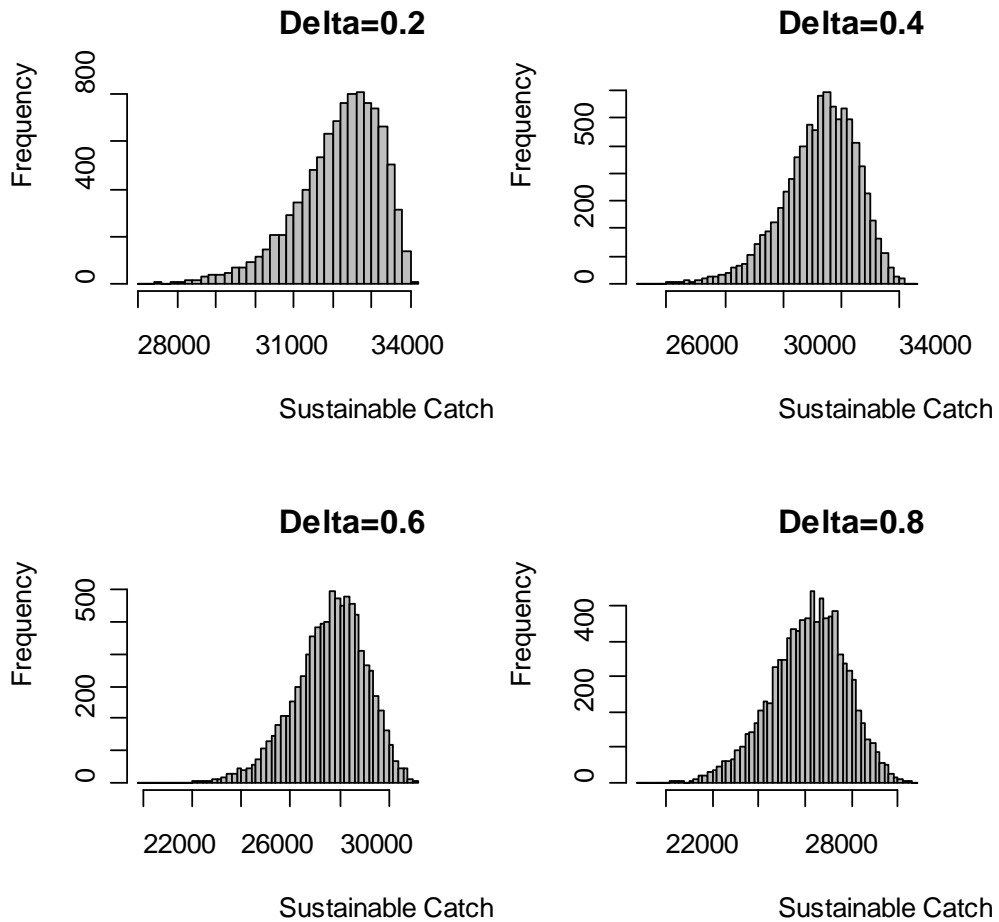 Delta=0.2
Frequency
0 400 800
28000 31000 34000
Sustainable Catch
Delta=0.4
Frequency
0 200 500
26000 30000 34000
Sustainable Catch
Delta=0.6
Frequency
0 200 500
22000 26000 30000
Sustainable Catch
Delta=0.8
Frequency
0 200 400
22000 28000
Sustainable Catch